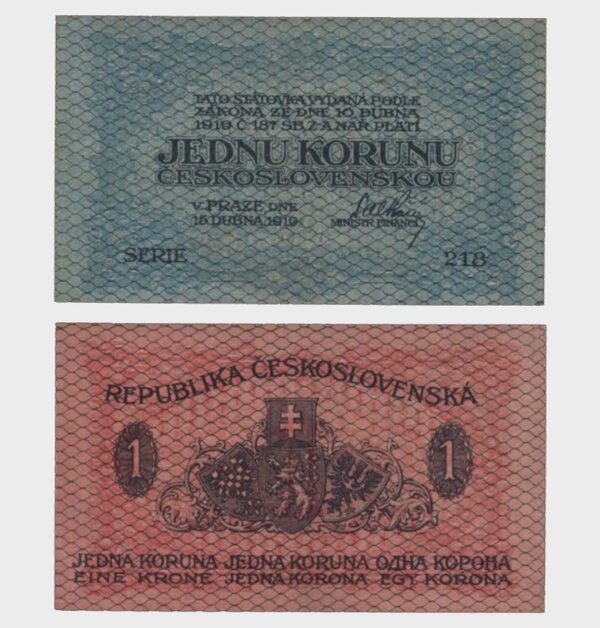 TATO STÁTOVKA VYDANÁ PODLE
ZÁKONA ZE DNE 10. DUBNA
1919 Č 187 SB. Z. A NAŘ. PLATÍ
JEDNU KORUNU
ČESKOSLOVENSKOU
V PRAZE, DNE
15. DUBNA 1919.
MINISTR FINANCÍ
SERIE 218
REPUBLIKA ČESKOSLOVENSKÁ
1 1
JEDNA KORUNA JEDNA KORUNA ОДНА КОРОНА
EINE KRONE JEDNA KORONA EGY KORONA